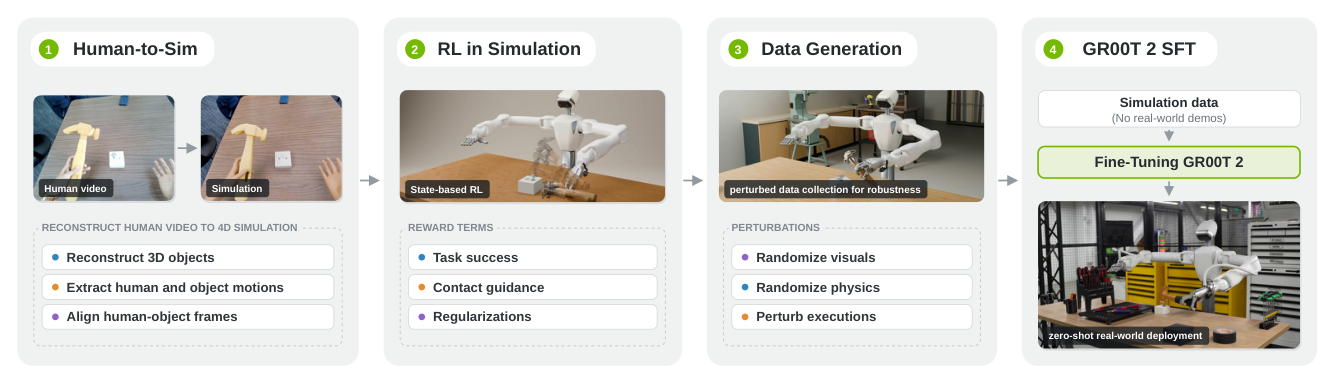 1 Human-to-Sim
Human video
Simulation
RECONSTRUCT HUMAN VIDEO TO 4D SIMULATION
Reconstruct 3D objects
Extract human and object motions
Align human-object frames
2 RL in Simulation
State-based RL
REWARD TERMS
Task success
Contact guidance
Regularizations
3 Data Generation
perturbed data collection for robustness
PERTURBATIONS
Randomize visuals
Randomize physics
Perturb executions
4 GR00T 2 SFT
Simulation data
(No real-world demos)
Fine-Tuning GR00T 2
zero-shot real-world deployment